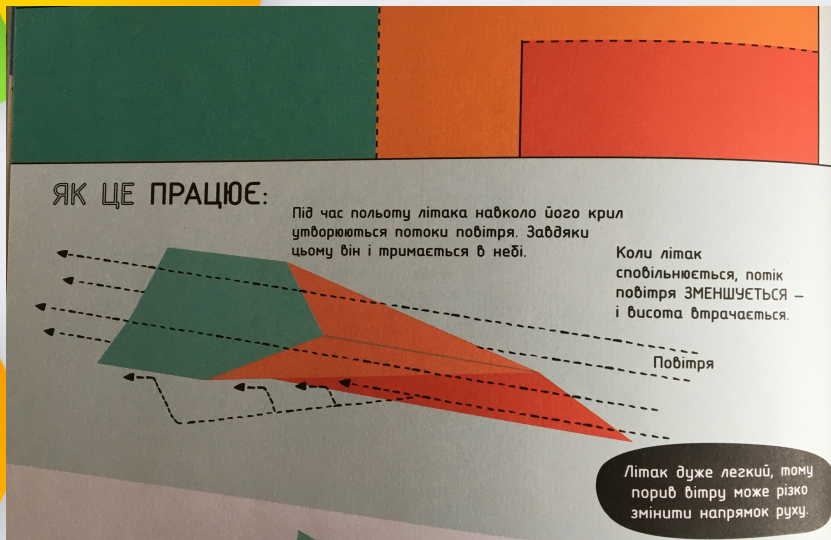 ЯК ЦЕ ПРАЦЮЄ:
Під час польоту літака навколо його крил
утворюються потоки повітря. Завдяки
цьому він і тримається в небі.
Коли літак
сповільнюється, потік
повітря ЗМЕНШУЄТЬСЯ –
і висота втрачається.
Повітря
Літак дуже легкий, тому
порив вітру може різко
змінити напрямок руху.